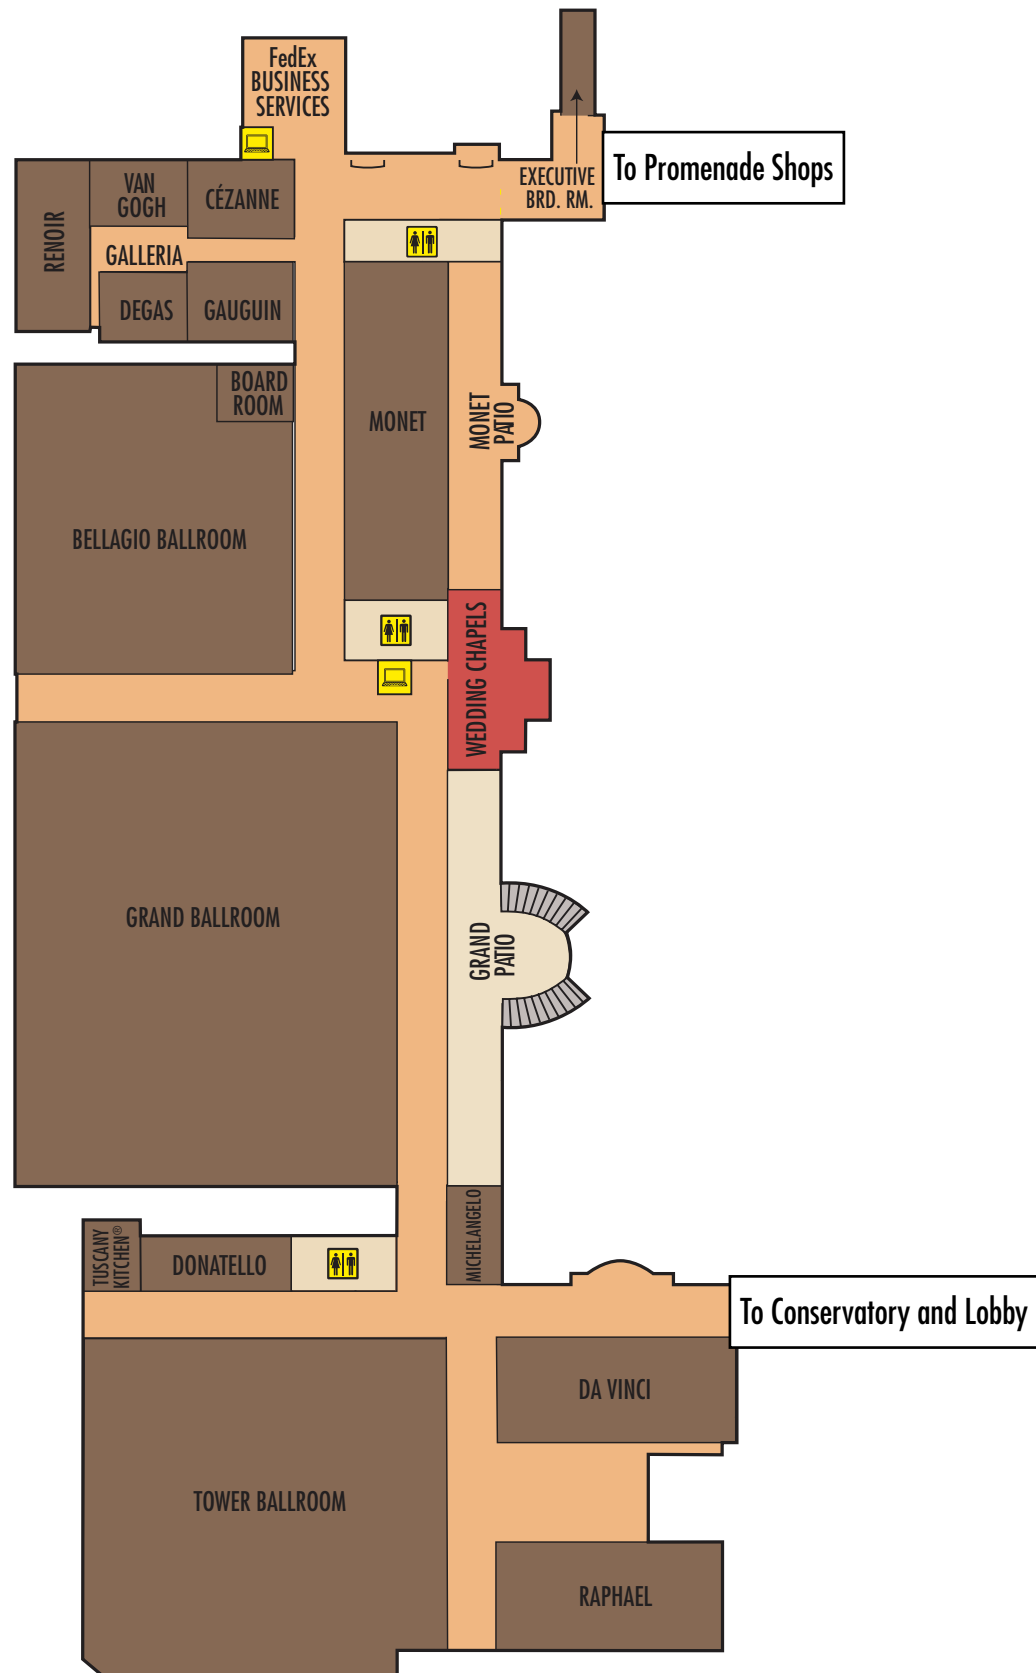 FedEx
BUSINESS
SERVICES
To Promenade Shops
EXECUTIVE
BRD. RM.
VAN
GOGH
CÉZANNE
RENOIR
GALLERIA
DEGAS
GAUGUIN
BOARD
ROOM
MONET
MONET
PATIO
BELLAGIO BALLROOM
WEDDING CHAPELS
GRAND BALLROOM
GRAND
PATIO
MICHELANGELO
TUSCANY
KITCHEN®
DONATELLO
To Conservatory and Lobby
DA VINCI
TOWER BALLROOM
RAPHAEL